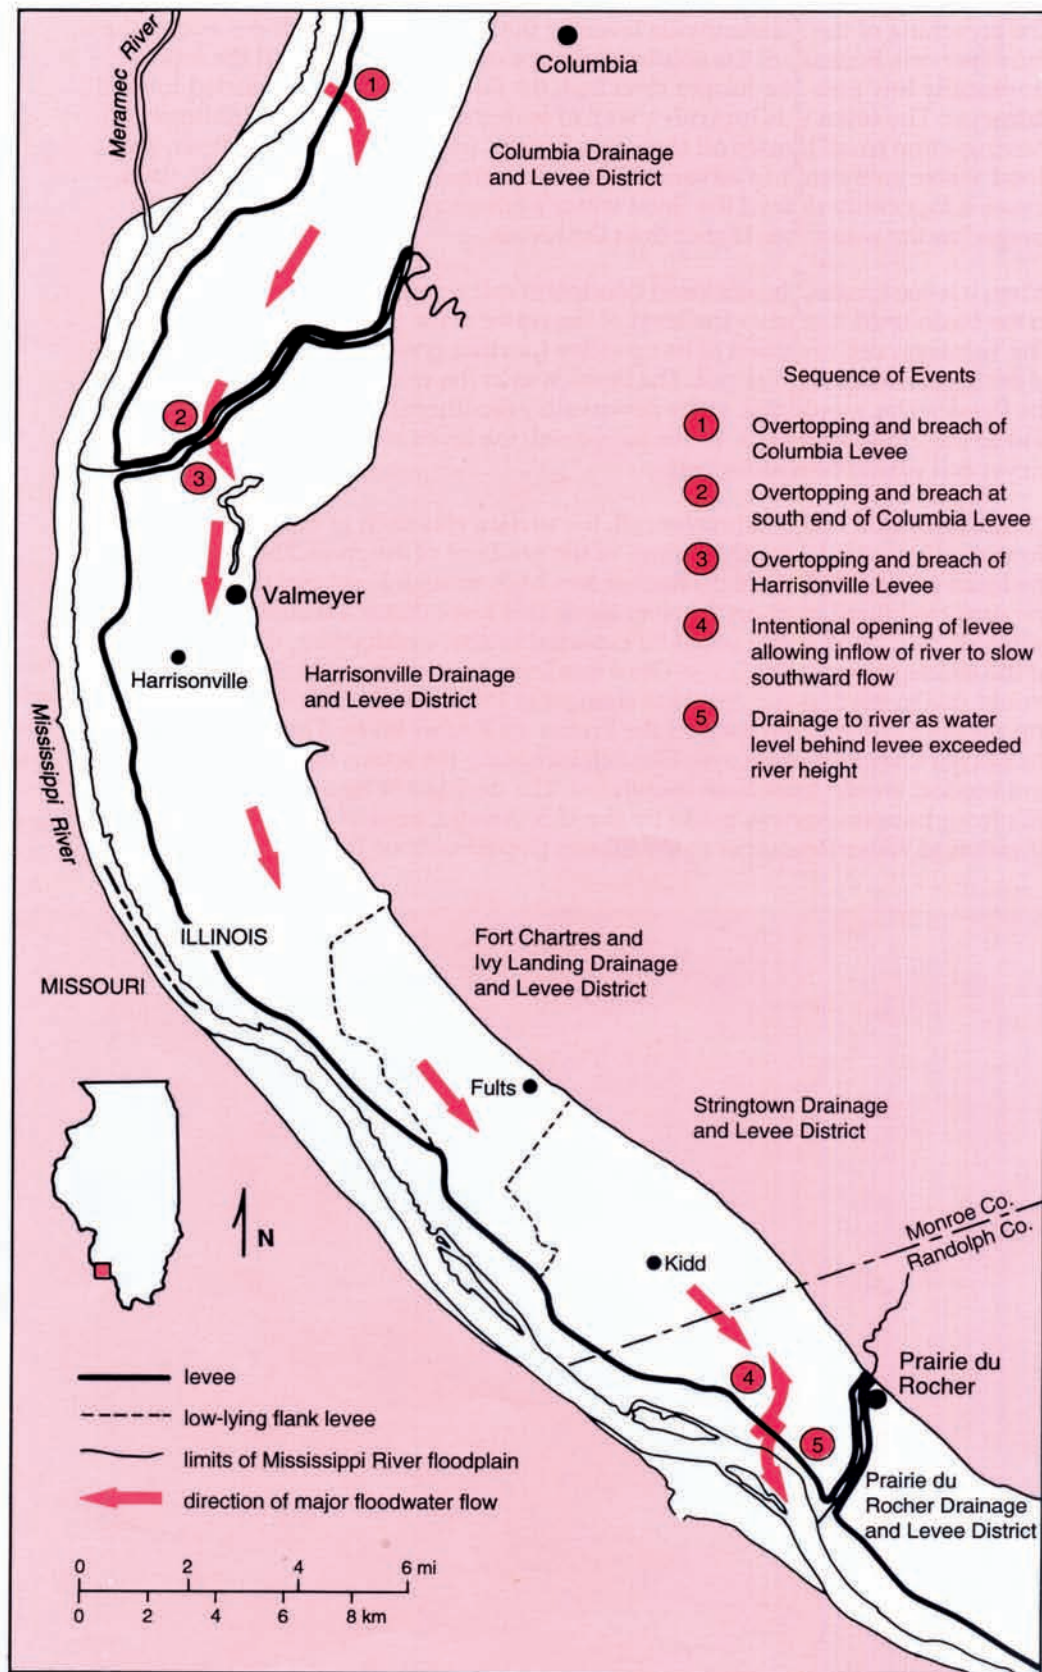 Meramec River
1
Columbia
Columbia Drainage
and Levee District
2
3
Valmeyer
Harrisonville
Harrisonville Drainage
and Levee District
Mississippi River
Sequence of Events
1 Overtopping and breach of
Columbia Levee
2 Overtopping and breach at
south end of Columbia Levee
3 Overtopping and breach of
Harrisonville Levee
4 Intentional opening of levee
allowing inflow of river to slow
southward flow
5 Drainage to river as water
level behind levee exceeded
river height
ILLINOIS
MISSOURI
Fort Chartres and
Ivy Landing Drainage
and Levee District
Fults
Stringtown Drainage
and Levee District
Monroe Co.
Randolph Co.
Kidd
N
4
5
Prairie du
Rocher
Prairie du
Rocher Drainage
and Levee District
levee
low-lying flank levee
limits of Mississippi River floodplain
direction of major floodwater flow
0 2 4 6 mi
0 2 4 6 8 km